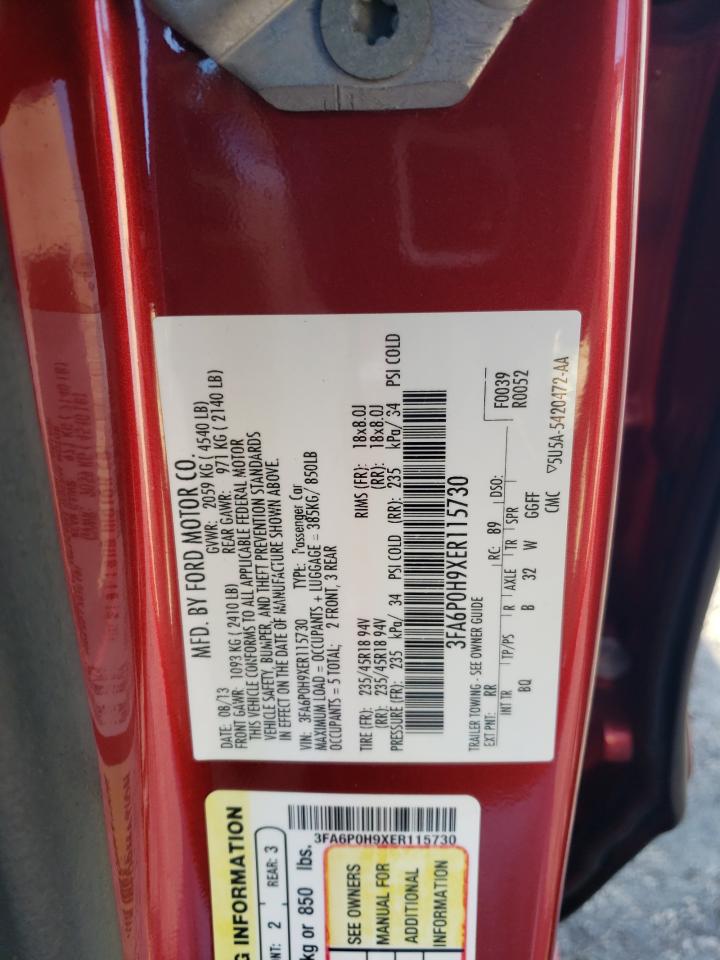 MFD. BY FORD MOTOR CO.
DATE: 08/13 GVWR: 2059 KG ( 4540 LB)
FRONT GAWR: 1093 KG ( 2410 LB) REAR GAWR: 971 KG ( 2140 LB)
THIS VEHICLE CONFORMS TO ALL APPLICABLE FEDERAL MOTOR
VEHICLE SAFETY, BUMPER, AND THEFT PREVENTION STANDARDS
IN EFFECT ON THE DATE OF MANUFACTURE SHOWN ABOVE.
VIN: 3FA6P0H9XER115730 TYPE: Passenger Car
MAXIMUM LOAD = OCCUPANTS + LUGGAGE = 385KG/ 850LB
OCCUPANTS = 5 TOTAL: 2 FRONT, 3 REAR
TIRE (FR): 235/45R18 94V RIMS (FR): 18x8.0J
(RR): 235/45R18 94V (RR): 18x8.0J
PRESSURE (FR): 235 kPa/ 34 PSI COLD (RR): 235 kPa/ 34 PSI COLD
3FA6P0H9XER115730
TRAILER TOWING - SEE OWNER GUIDE
EXT PNT: RR RC: 89 DSO: F0039
R0052
INT TR TP/PS R AXLE TR SPR
BQ B 32 W GGFF
CMC ▽5U5A-5420472-AA
G INFORMATION
NT: 2 REAR: 3
kg or 850 lbs.
3FA6P0H9XER115730
SEE OWNERS
MANUAL FOR
ADDITIONAL
INFORMATION